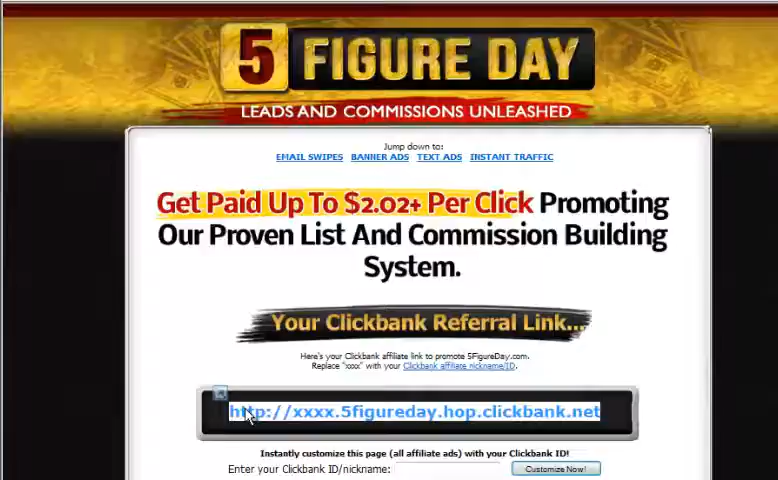 5 FIGURE DAY
LEADS AND COMMISSIONS UNLEASHED
Jump down to:
EMAIL SWIPES BANNER ADS TEXT ADS INSTANT TRAFFIC
Get Paid Up To $2.02+ Per Click Promoting
Our Proven List And Commission Building
System.
Your Clickbank Referral Link...
Here's your Clickbank affiliate link to promote 5FigureDay.com.
Replace "xxxx" with your Clickbank affiliate nickname/ID.
http://xxxx.5figureday.hop.clickbank.net
Instantly customize this page (all affiliate ads) with your Clickbank ID!
Enter your Clickbank ID/nickname: Customize Now!